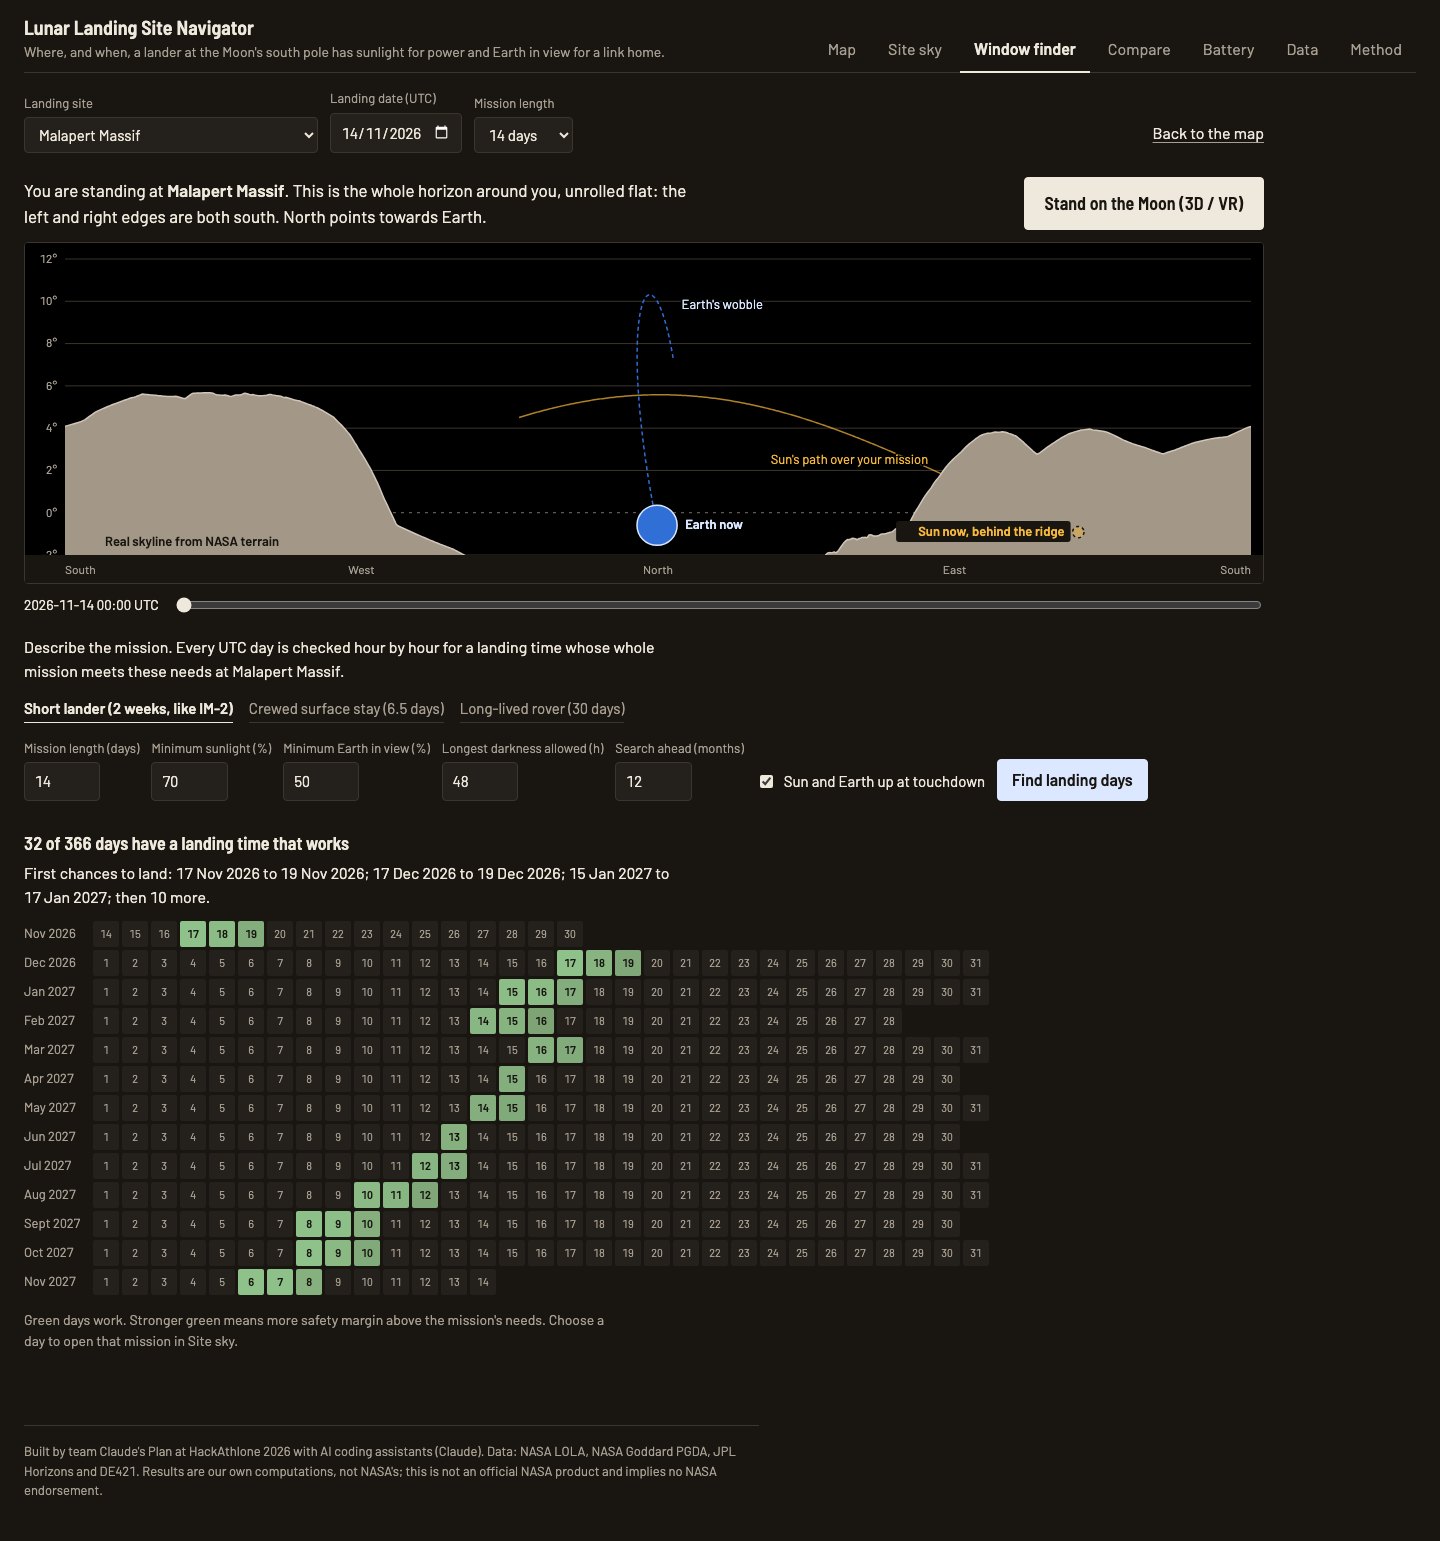 Lunar Landing Site Navigator
Where, and when, a lander at the Moon's south pole has sunlight for power and Earth in view for a link home.
Map Site sky Window finder Compare Battery Data Method
Landing site
Landing date (UTC)
Mission length
Malapert Massif
14/11/2026
14 days
Back to the map
You are standing at Malapert Massif. This is the whole horizon around you, unrolled flat: the
left and right edges are both south. North points towards Earth.
Stand on the Moon (3D / VR)
12°
10°
8°
6°
4°
2°
0°
Earth's wobble
Sun's path over your mission
Earth now
Sun now, behind the ridge
Real skyline from NASA terrain
South West North East South
2026-11-14 00:00 UTC
Describe the mission. Every UTC day is checked hour by hour for a landing time whose whole
mission meets these needs at Malapert Massif.
Short lander (2 weeks, like IM-2) Crewed surface stay (6.5 days) Long-lived rover (30 days)
Mission length (days) Minimum sunlight (%) Minimum Earth in view (%) Longest darkness allowed (h) Search ahead (months)
14 70 50 48 12 Sun and Earth up at touchdown Find landing days
32 of 366 days have a landing time that works
First chances to land: 17 Nov 2026 to 19 Nov 2026; 17 Dec 2026 to 19 Dec 2026; 15 Jan 2027 to
17 Jan 2027; then 10 more.
Nov 2026 14 15 16 17 18 19 20 21 22 23 24 25 26 27 28 29 30
Dec 2026 1 2 3 4 5 6 7 8 9 10 11 12 13 14 15 16 17 18 19 20 21 22 23 24 25 26 27 28 29 30 31
Jan 2027 1 2 3 4 5 6 7 8 9 10 11 12 13 14 15 16 17 18 19 20 21 22 23 24 25 26 27 28 29 30 31
Feb 2027 1 2 3 4 5 6 7 8 9 10 11 12 13 14 15 16 17 18 19 20 21 22 23 24 25 26 27 28
Mar 2027 1 2 3 4 5 6 7 8 9 10 11 12 13 14 15 16 17 18 19 20 21 22 23 24 25 26 27 28 29 30 31
Apr 2027 1 2 3 4 5 6 7 8 9 10 11 12 13 14 15 16 17 18 19 20 21 22 23 24 25 26 27 28 29 30
May 2027 1 2 3 4 5 6 7 8 9 10 11 12 13 14 15 16 17 18 19 20 21 22 23 24 25 26 27 28 29 30 31
Jun 2027 1 2 3 4 5 6 7 8 9 10 11 12 13 14 15 16 17 18 19 20 21 22 23 24 25 26 27 28 29 30
Jul 2027 1 2 3 4 5 6 7 8 9 10 11 12 13 14 15 16 17 18 19 20 21 22 23 24 25 26 27 28 29 30 31
Aug 2027 1 2 3 4 5 6 7 8 9 10 11 12 13 14 15 16 17 18 19 20 21 22 23 24 25 26 27 28 29 30 31
Sept 2027 1 2 3 4 5 6 7 8 9 10 11 12 13 14 15 16 17 18 19 20 21 22 23 24 25 26 27 28 29 30
Oct 2027 1 2 3 4 5 6 7 8 9 10 11 12 13 14 15 16 17 18 19 20 21 22 23 24 25 26 27 28 29 30 31
Nov 2027 1 2 3 4 5 6 7 8 9 10 11 12 13 14
Green days work. Stronger green means more safety margin above the mission's needs. Choose a
day to open that mission in Site sky.
Built by team Claude's Plan at HackAthlone 2026 with AI coding assistants (Claude). Data: NASA LOLA, NASA Goddard PGDA, JPL
Horizons and DE421. Results are our own computations, not NASA's; this is not an official NASA product and implies no NASA
endorsement.